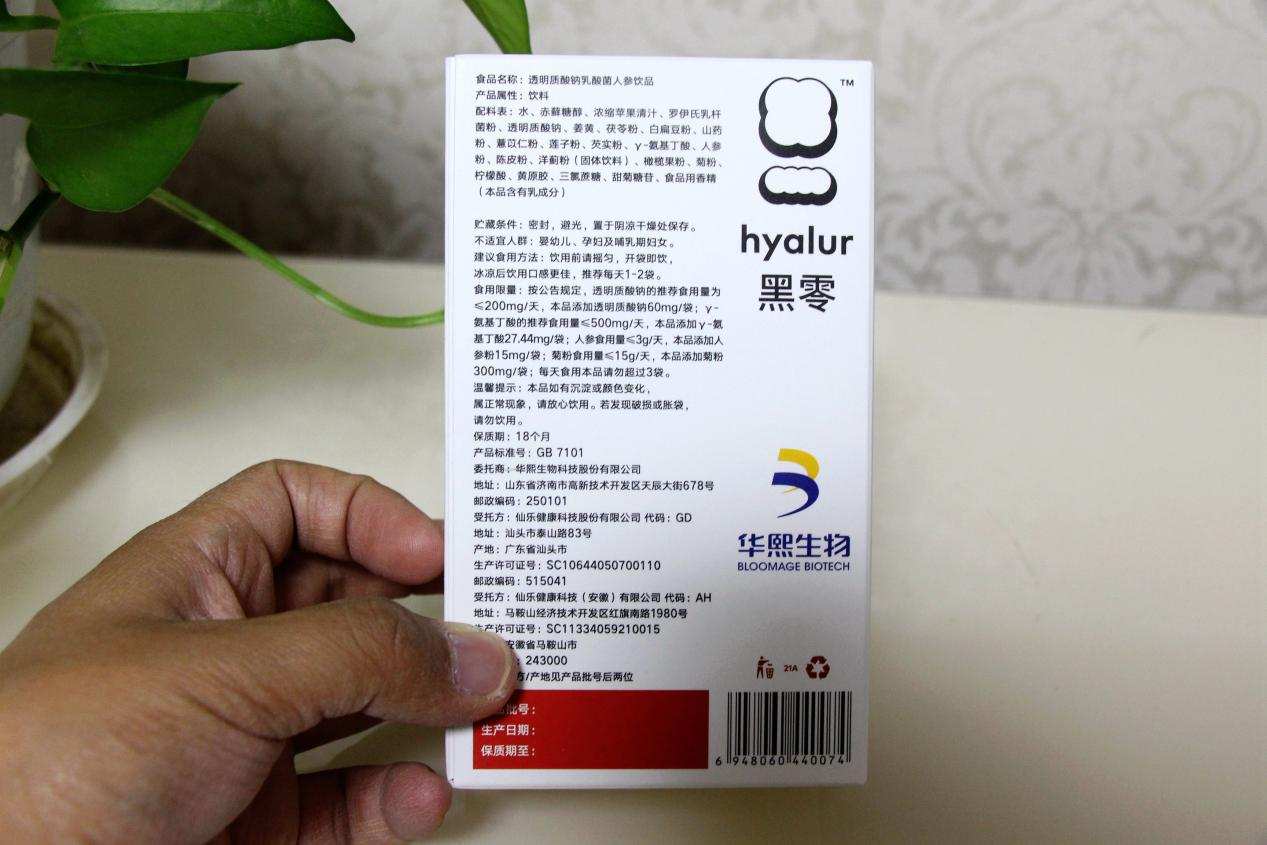 食品名称：透明质酸钠乳酸菌人参饮品
产品属性：饮料
配料表：水、赤藓糖醇、浓缩苹果清汁、罗伊氏乳杆
菌粉、透明质酸钠、姜黄、茯苓粉、白扁豆粉、山药
粉、薏苡仁粉、莲子粉、芡实粉、γ-氨基丁酸、人参
粉、陈皮粉、洋蓟粉（固体饮料）、橄榄果粉、菊粉、
柠檬酸、黄原胶、三氯蔗糖、甜菊糖苷、食品用香精
（本品含有乳成分）
贮藏条件：密封，避光，置于阴凉干燥处保存。
不适宜人群：婴幼儿、孕妇及哺乳期妇女。
建议食用方法：饮用前请摇匀，开袋即饮，
冰凉后饮用口感更佳，推荐每天1-2袋。
食用限量：按公告规定，透明质酸钠的推荐食用量为
≤200mg/天，本品添加透明质酸钠60mg/袋；γ-
氨基丁酸的推荐食用量≤500mg/天，本品添加γ-氨
基丁酸27.44mg/袋；人参食用量≤3g/天，本品添加人
参粉15mg/袋；菊粉食用量≤15g/天，本品添加菊粉
300mg/袋；每天食用本品请勿超过3袋。
温馨提示：本品如有沉淀或颜色变化，
属正常现象，请放心饮用。若发现破损或胀袋，
请勿饮用。
保质期：18个月
产品标准号：GB 7101
委托商：华熙生物科技股份有限公司
地址：山东省济南市高新技术开发区天辰大街678号
邮政编码：250101
受托方：仙乐健康科技股份有限公司 代码：GD
地址：汕头市泰山路83号
产地：广东省汕头市
生产许可证号：SC10644050700110
邮政编码：515041
受托方：仙乐健康科技（安徽）有限公司 代码：AH
地址：马鞍山经济技术开发区红旗南路1980号
生产许可证号：SC11334059210015
安徽省马鞍山市
：243000
方/产地见产品批号后两位
批号：
生产日期：
保质期至：
TM
hyalur
黑零
华熙生物
BLOOMAGE BIOTECH
21A
6 948060 440074